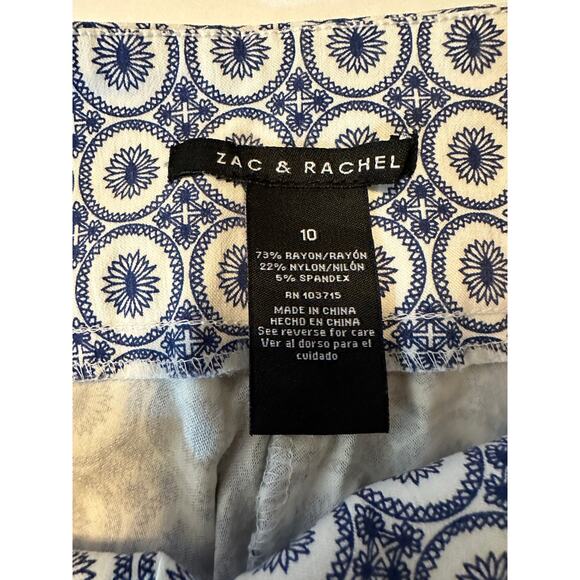 ZAC & RACHEL
10
73% RAYON/RAYÓN
22% NYLON/NILÓN
5% SPANDEX
RN 103715
MADE IN CHINA
HECHO EN CHINA
See reverse for care
Ver al dorso para el
cuidado